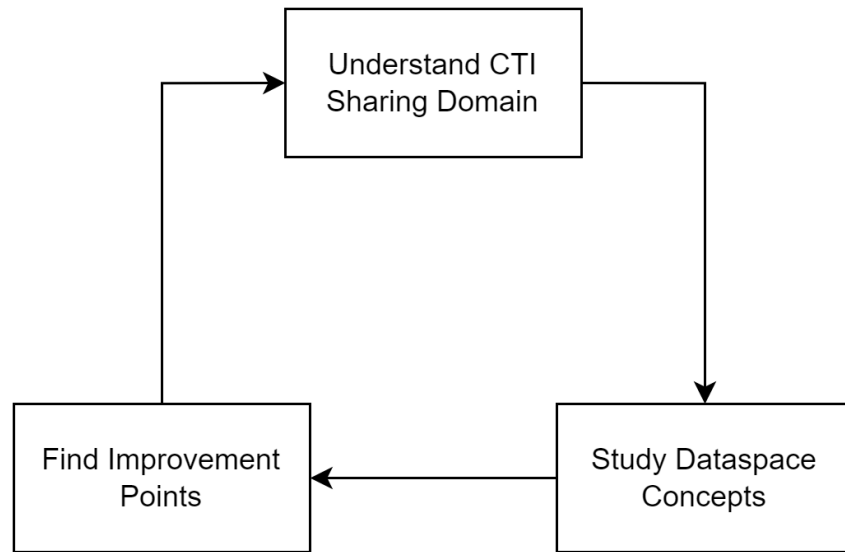 Understand CTI
Sharing Domain
Find Improvement
Points
Study Dataspace
Concepts